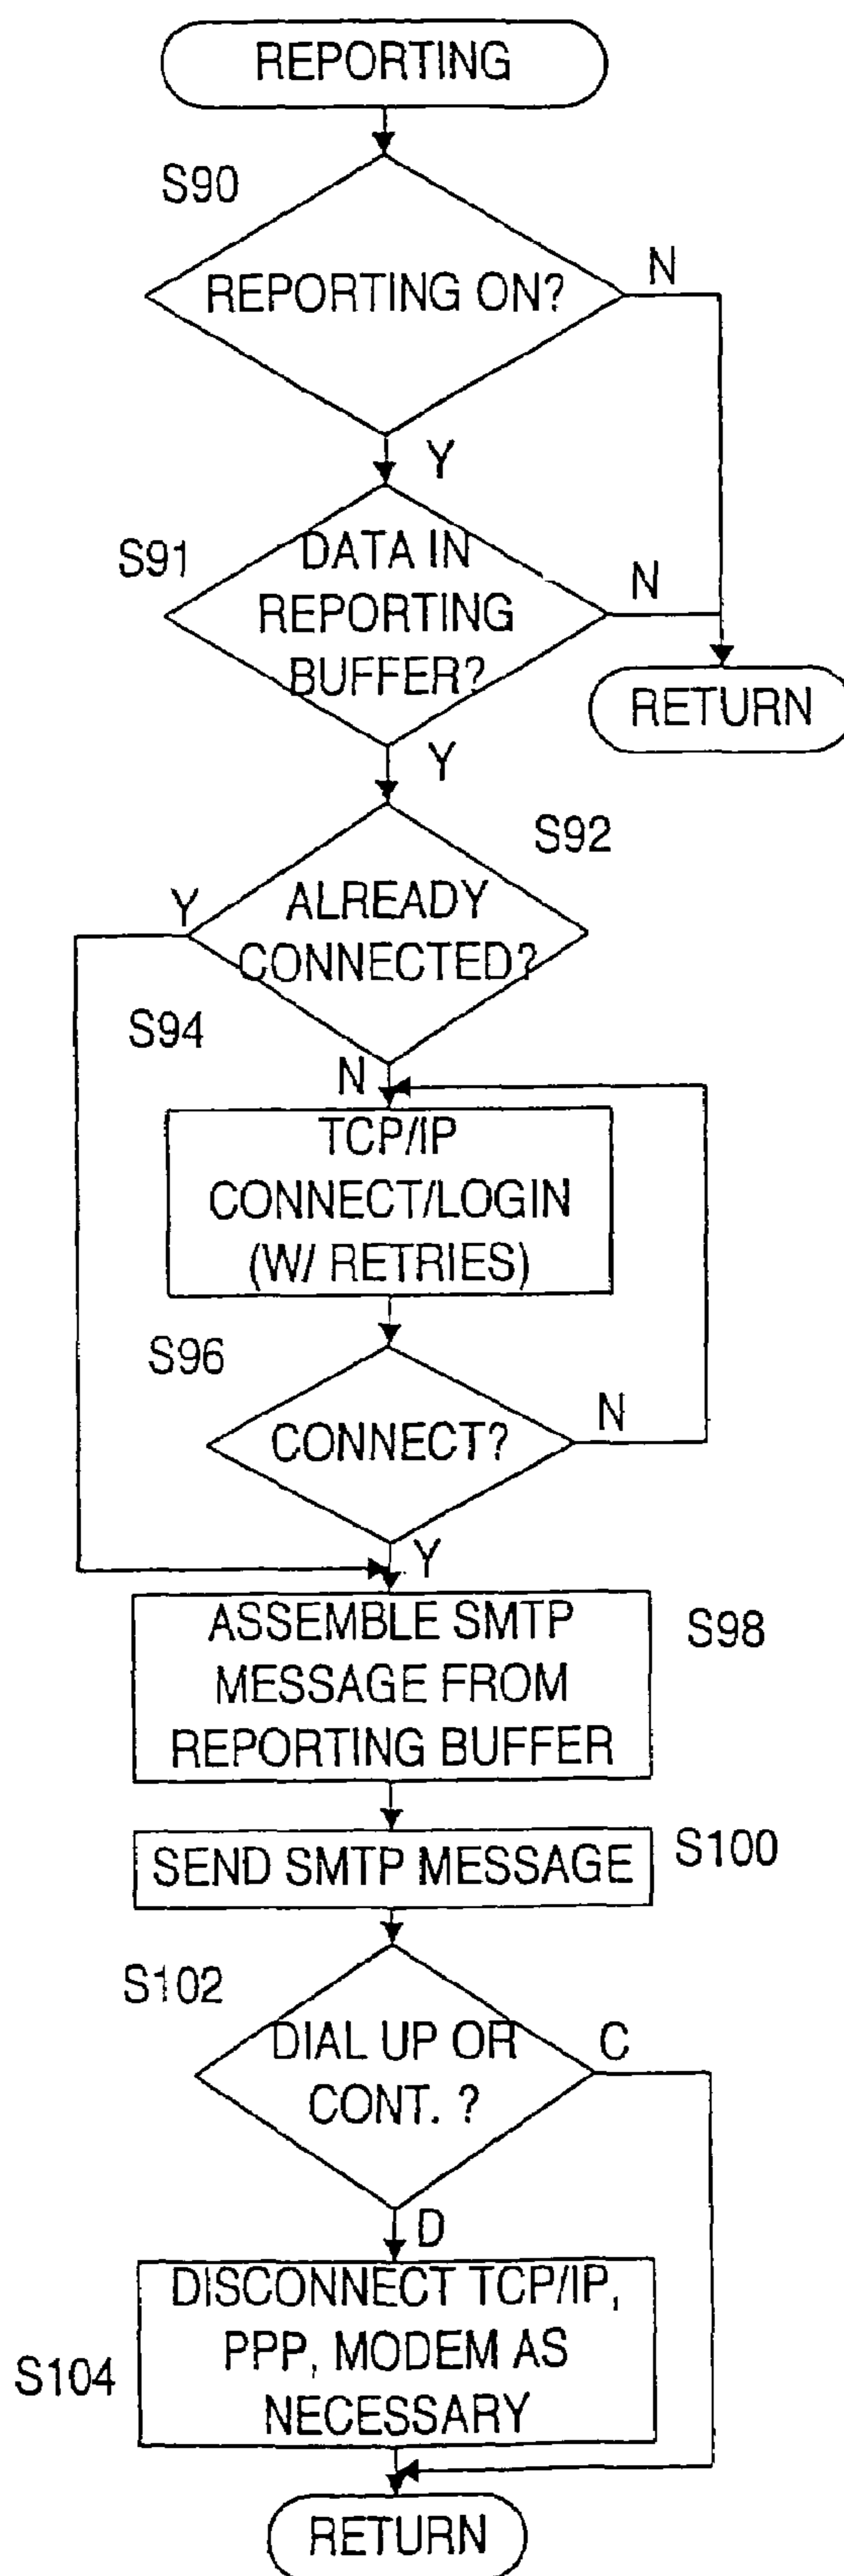 REPORTING
S90
REPORTING ON?
N
Y
S91
DATA IN
REPORTING
BUFFER?
N
RETURN
Y
S92
Y
ALREADY
CONNECTED?
S94
N
TCP/IP
CONNECT/LOGIN
(W/ RETRIES)
S96
CONNECT?
N
Y
ASSEMBLE SMTP
MESSAGE FROM
REPORTING BUFFER
S98
SEND SMTP MESSAGE
S100
S102
DIAL UP OR
CONT. ?
C
D
DISCONNECT TCP/IP,
PPP, MODEM AS
NECESSARY
S104
RETURN